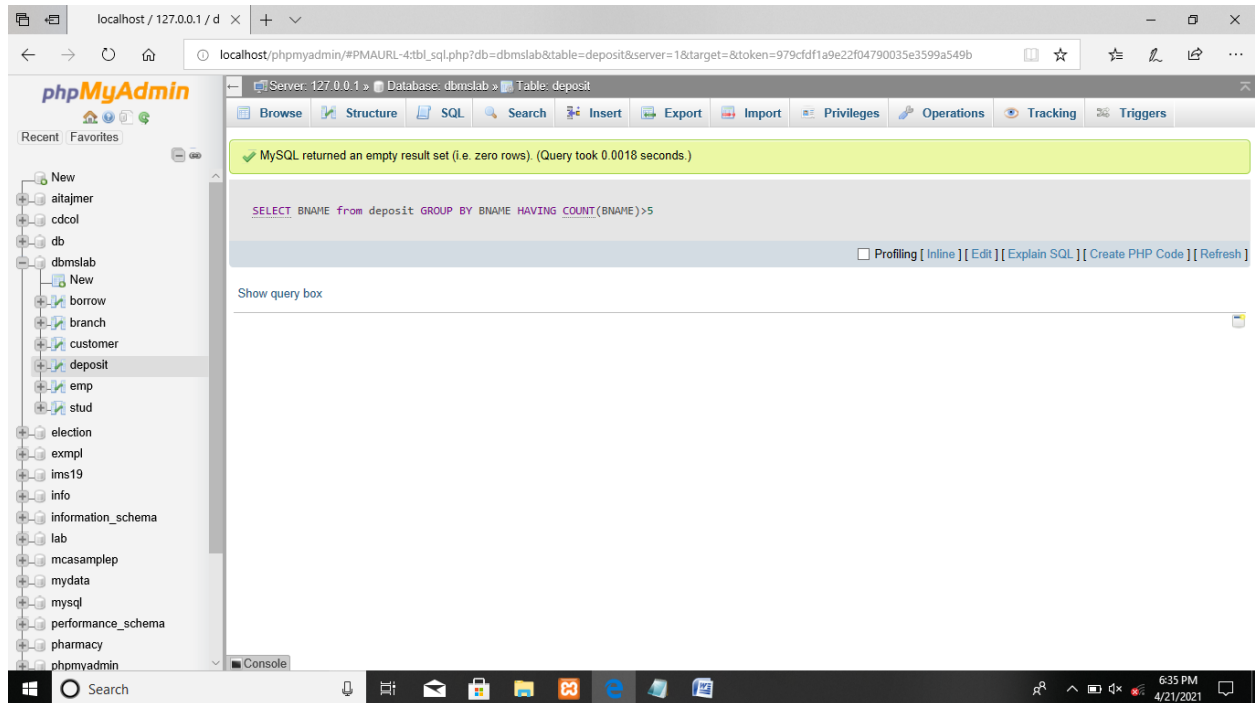 localhost / 127.0.0.1 / d
localhost/phpmyadmin/#PMAURL-4:tbl_sql.php?db=dbmslab&table=deposit&server=1&target=&token=979cfdf1a9e22f04790035e3599a549b
phpMyAdmin
Recent Favorites
New
aitajmer
cdcol
db
dbmslab
New
borrow
branch
customer
deposit
emp
stud
election
exmpl
ims19
info
information_schema
lab
mcasamplep
mydata
mysql
performance_schema
pharmacy
phpmyadmin
Server: 127.0.0.1 » Database: dbmslab » Table: deposit
Browse Structure SQL Search Insert Export Import Privileges Operations Tracking Triggers
MySQL returned an empty result set (i.e. zero rows). (Query took 0.0018 seconds.)
SELECT BNAME from deposit GROUP BY BNAME HAVING COUNT(BNAME)>5
Profiling [ Inline ] [ Edit ] [ Explain SQL ] [ Create PHP Code ] [ Refresh ]
Show query box
Console
Search
6:35 PM
4/21/2021